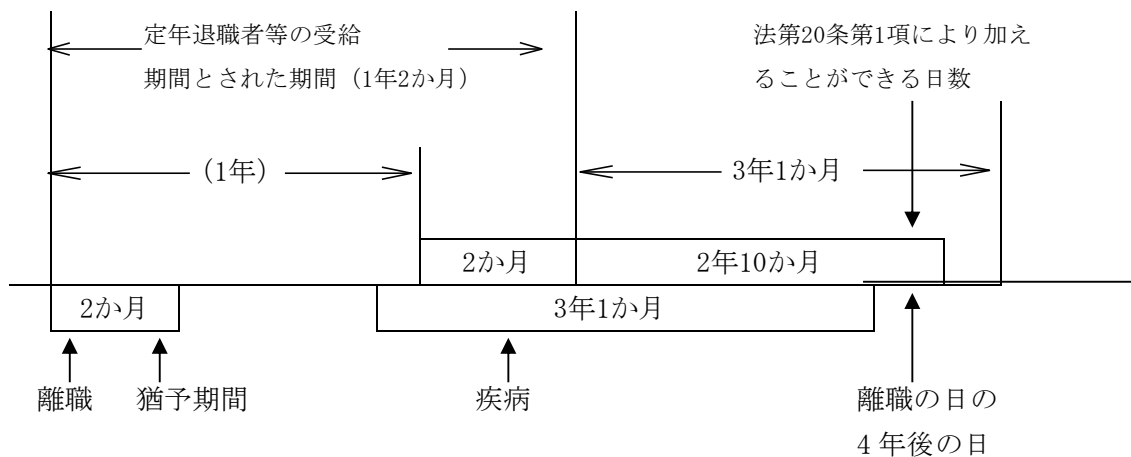 定年退職者等の受給
期間とされた期間（1年2か月）
法第20条第1項により加え
ることができる日数
（1年）
3年1か月
2か月
2年10か月
2か月
3年1か月
離職
猶予期間
疾病
離職の日の
４年後の日